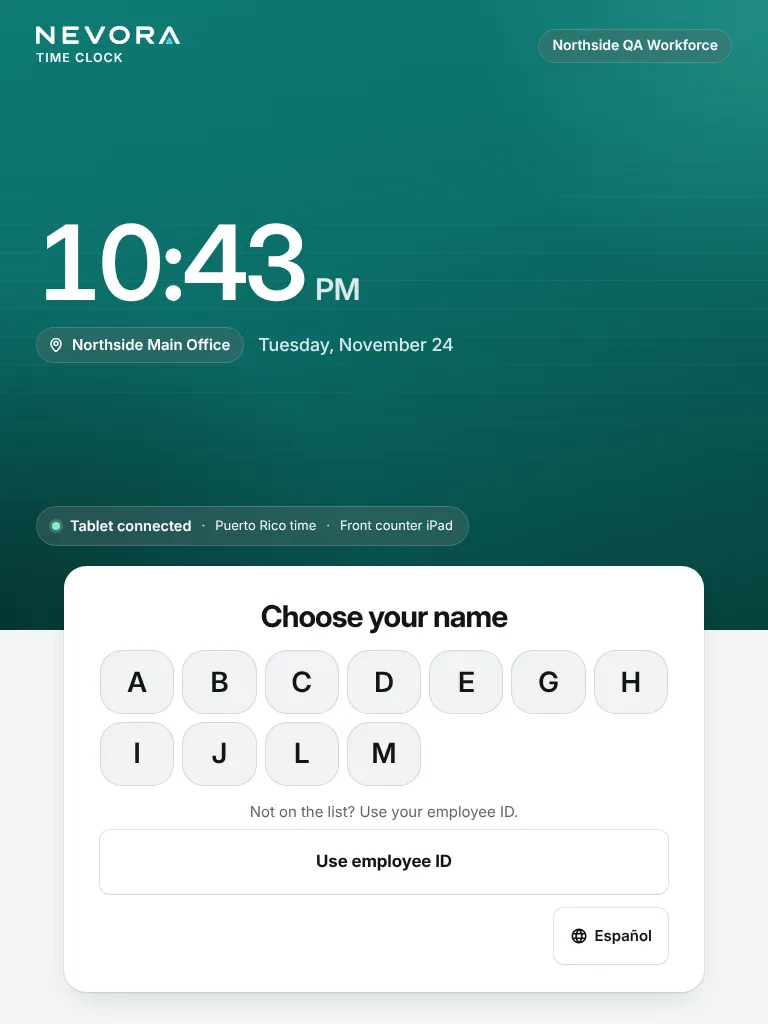 NEVORA
TIME CLOCK
Northside QA Workforce
10:43 PM
Northside Main Office
Tuesday, November 24
Tablet connected · Puerto Rico time · Front counter iPad
Choose your name
A B C D E G H
I J L M
Not on the list? Use your employee ID.
Use employee ID
Español